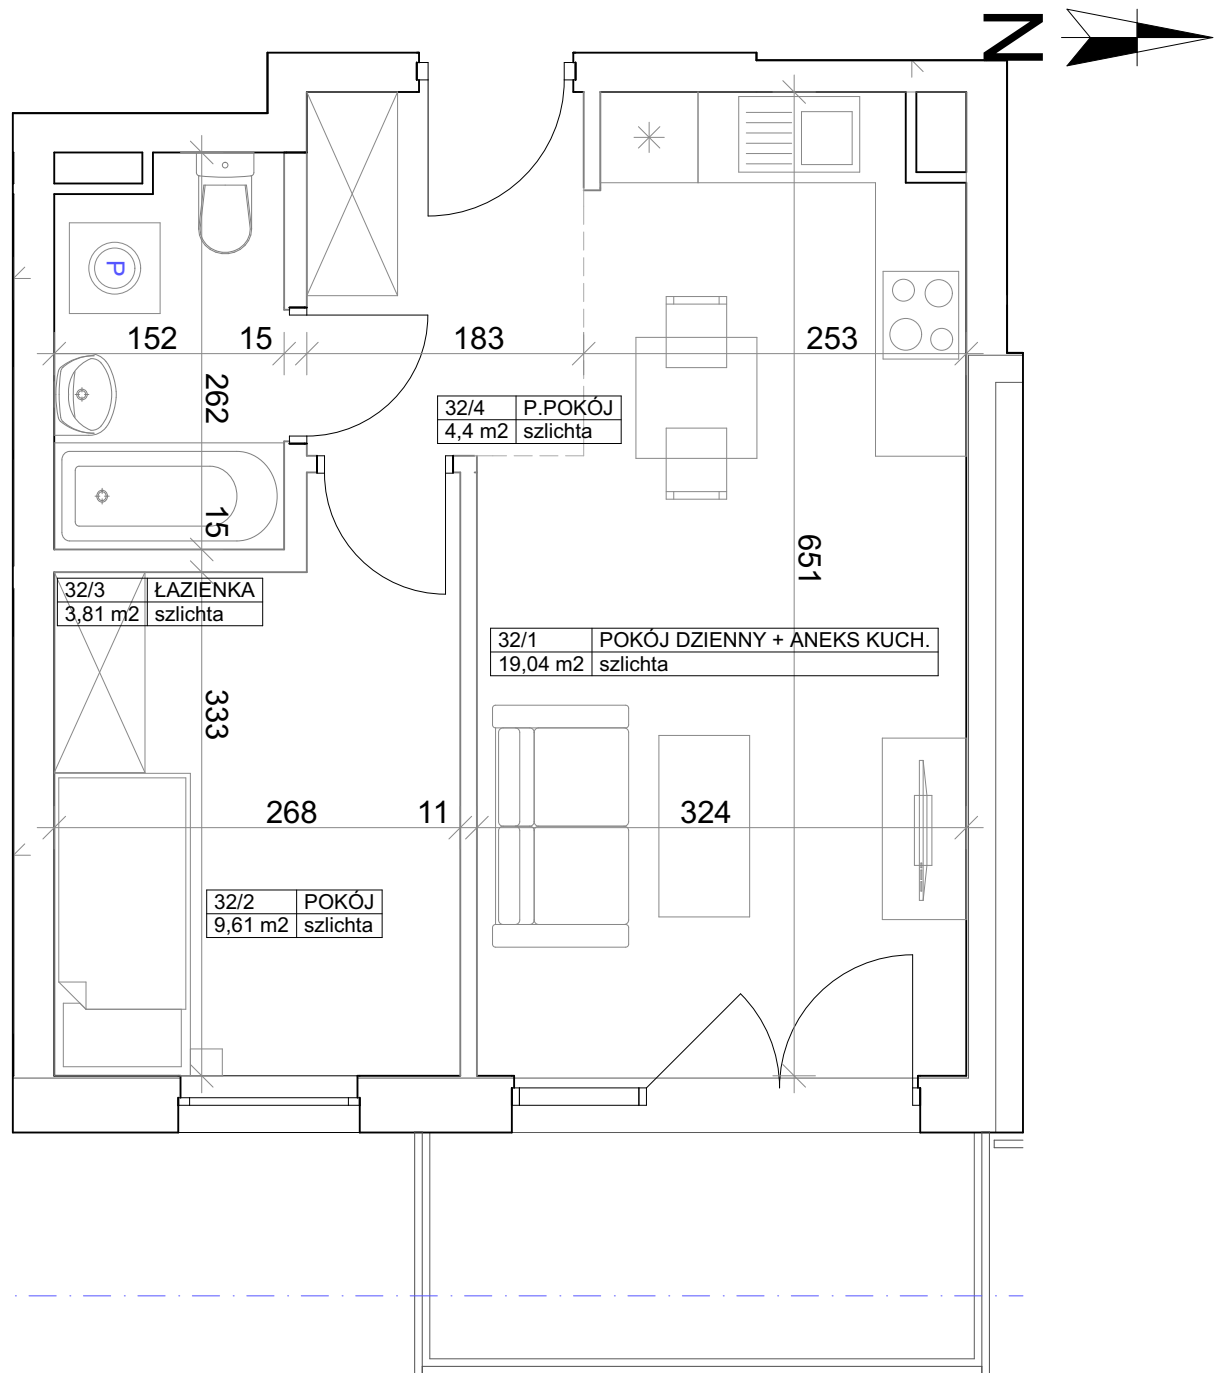 N
P
152
15
183
253
262
32/4 P.POKÓJ
4,4 m2 szlichta
15
651
32/3 ŁAZIENKA
3,81 m2 szlichta
32/1 POKÓJ DZIENNY + ANEKS KUCH.
19,04 m2 szlichta
333
268
11
324
32/2 POKÓJ
9,61 m2 szlichta